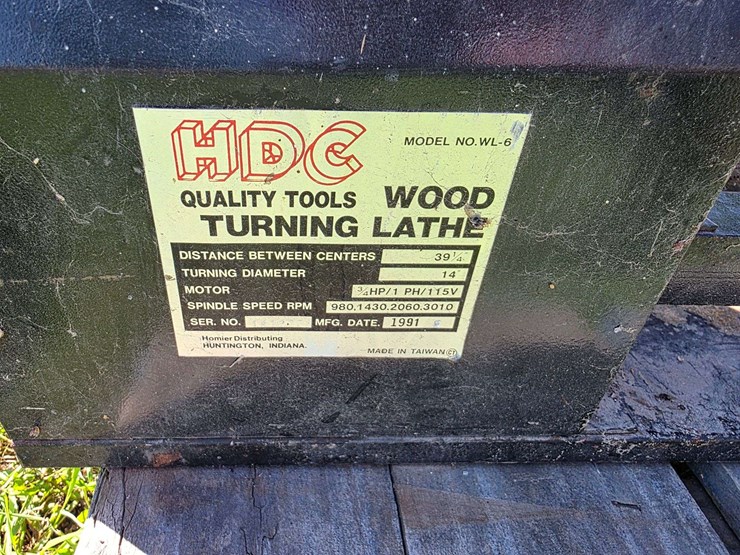 HDC MODEL NO. WL-6
QUALITY TOOLS WOOD
TURNING LATHE
DISTANCE BETWEEN CENTERS 39¼
TURNING DIAMETER 14
MOTOR ¾HP/1 PH/115V
SPINDLE SPEED RPM 980.1430.2060.3010
SER. NO. MFG. DATE. 1991
Homier Distributing
HUNTINGTON, INDIANA. MADE IN TAIWAN